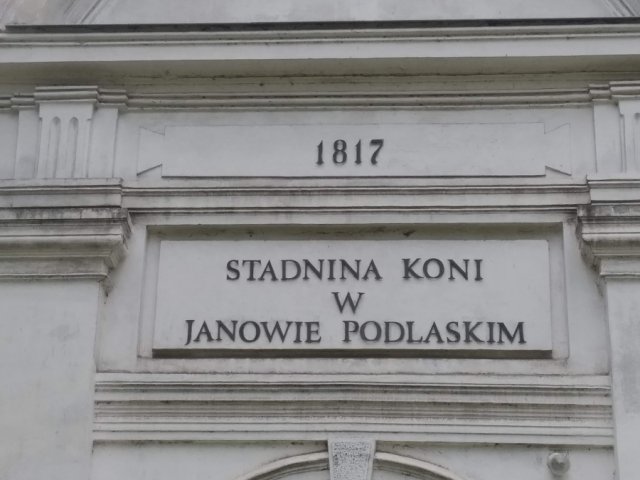 1817
STADNINA KONI
W
JANOWIE PODLASKIM